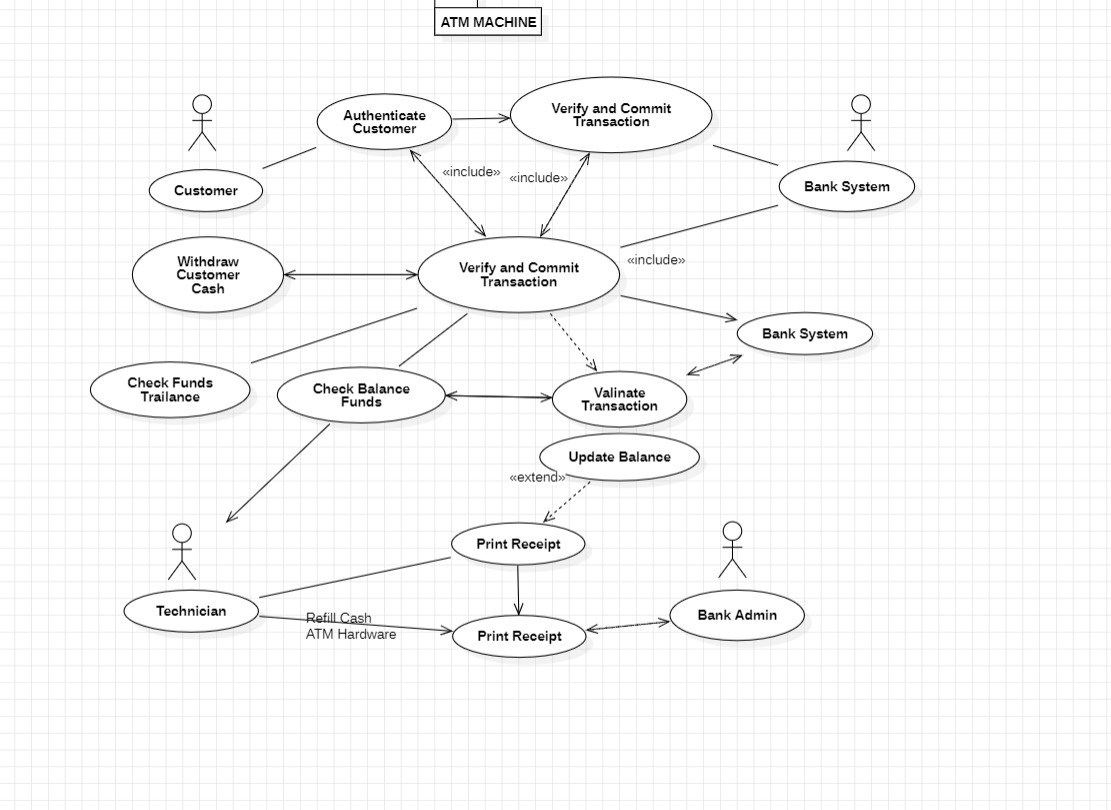 ATM MACHINE
Authenticate
Customer
Verify and Commit
Transaction
Customer
Bank System
«include»
«include»
Withdraw
Customer
Cash
Verify and Commit
Transaction
«include»
Bank System
Check Funds
Trailance
Check Balance
Funds
Valinate
Transaction
Update Balance
«extend»
Print Receipt
Technician
Refill Cash
ATM Hardware
Print Receipt
Bank Admin